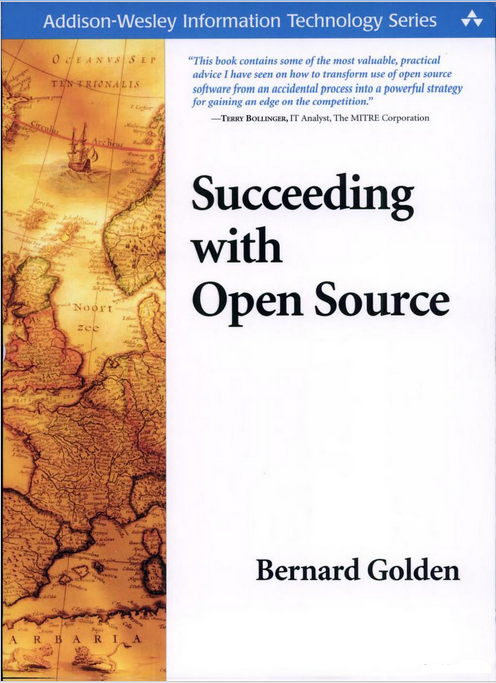 Addison-Wesley Information Technology Series
“This book contains some of the most valuable, practical
advice I have seen on how to transform use of open source
software from an accidental process into a powerful strategy
for gaining an edge on the competition.”
—TERRY BOLLINGER, IT Analyst, The MITRE Corporation
Succeeding
with
Open Source
Bernard Golden
OCEANVS SEP
TENTRIONALIS
Noort
zee
ARBARIA